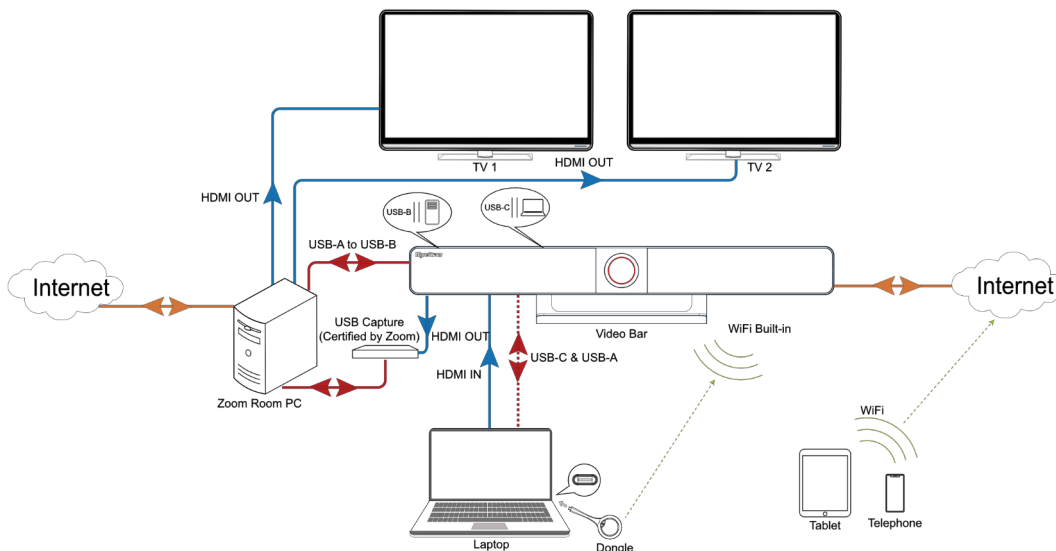 TV 1
HDMI OUT
TV 2
HDMI OUT
USB-B
USB-C
USB-A to USB-B
Internet
Internet
USB Capture
(Certified by Zoom)
HDMI OUT
Video Bar
WiFi Built-in
USB-C & USB-A
HDMI IN
Zoom Room PC
WiFi
Tablet
Telephone
Laptop
Dongle